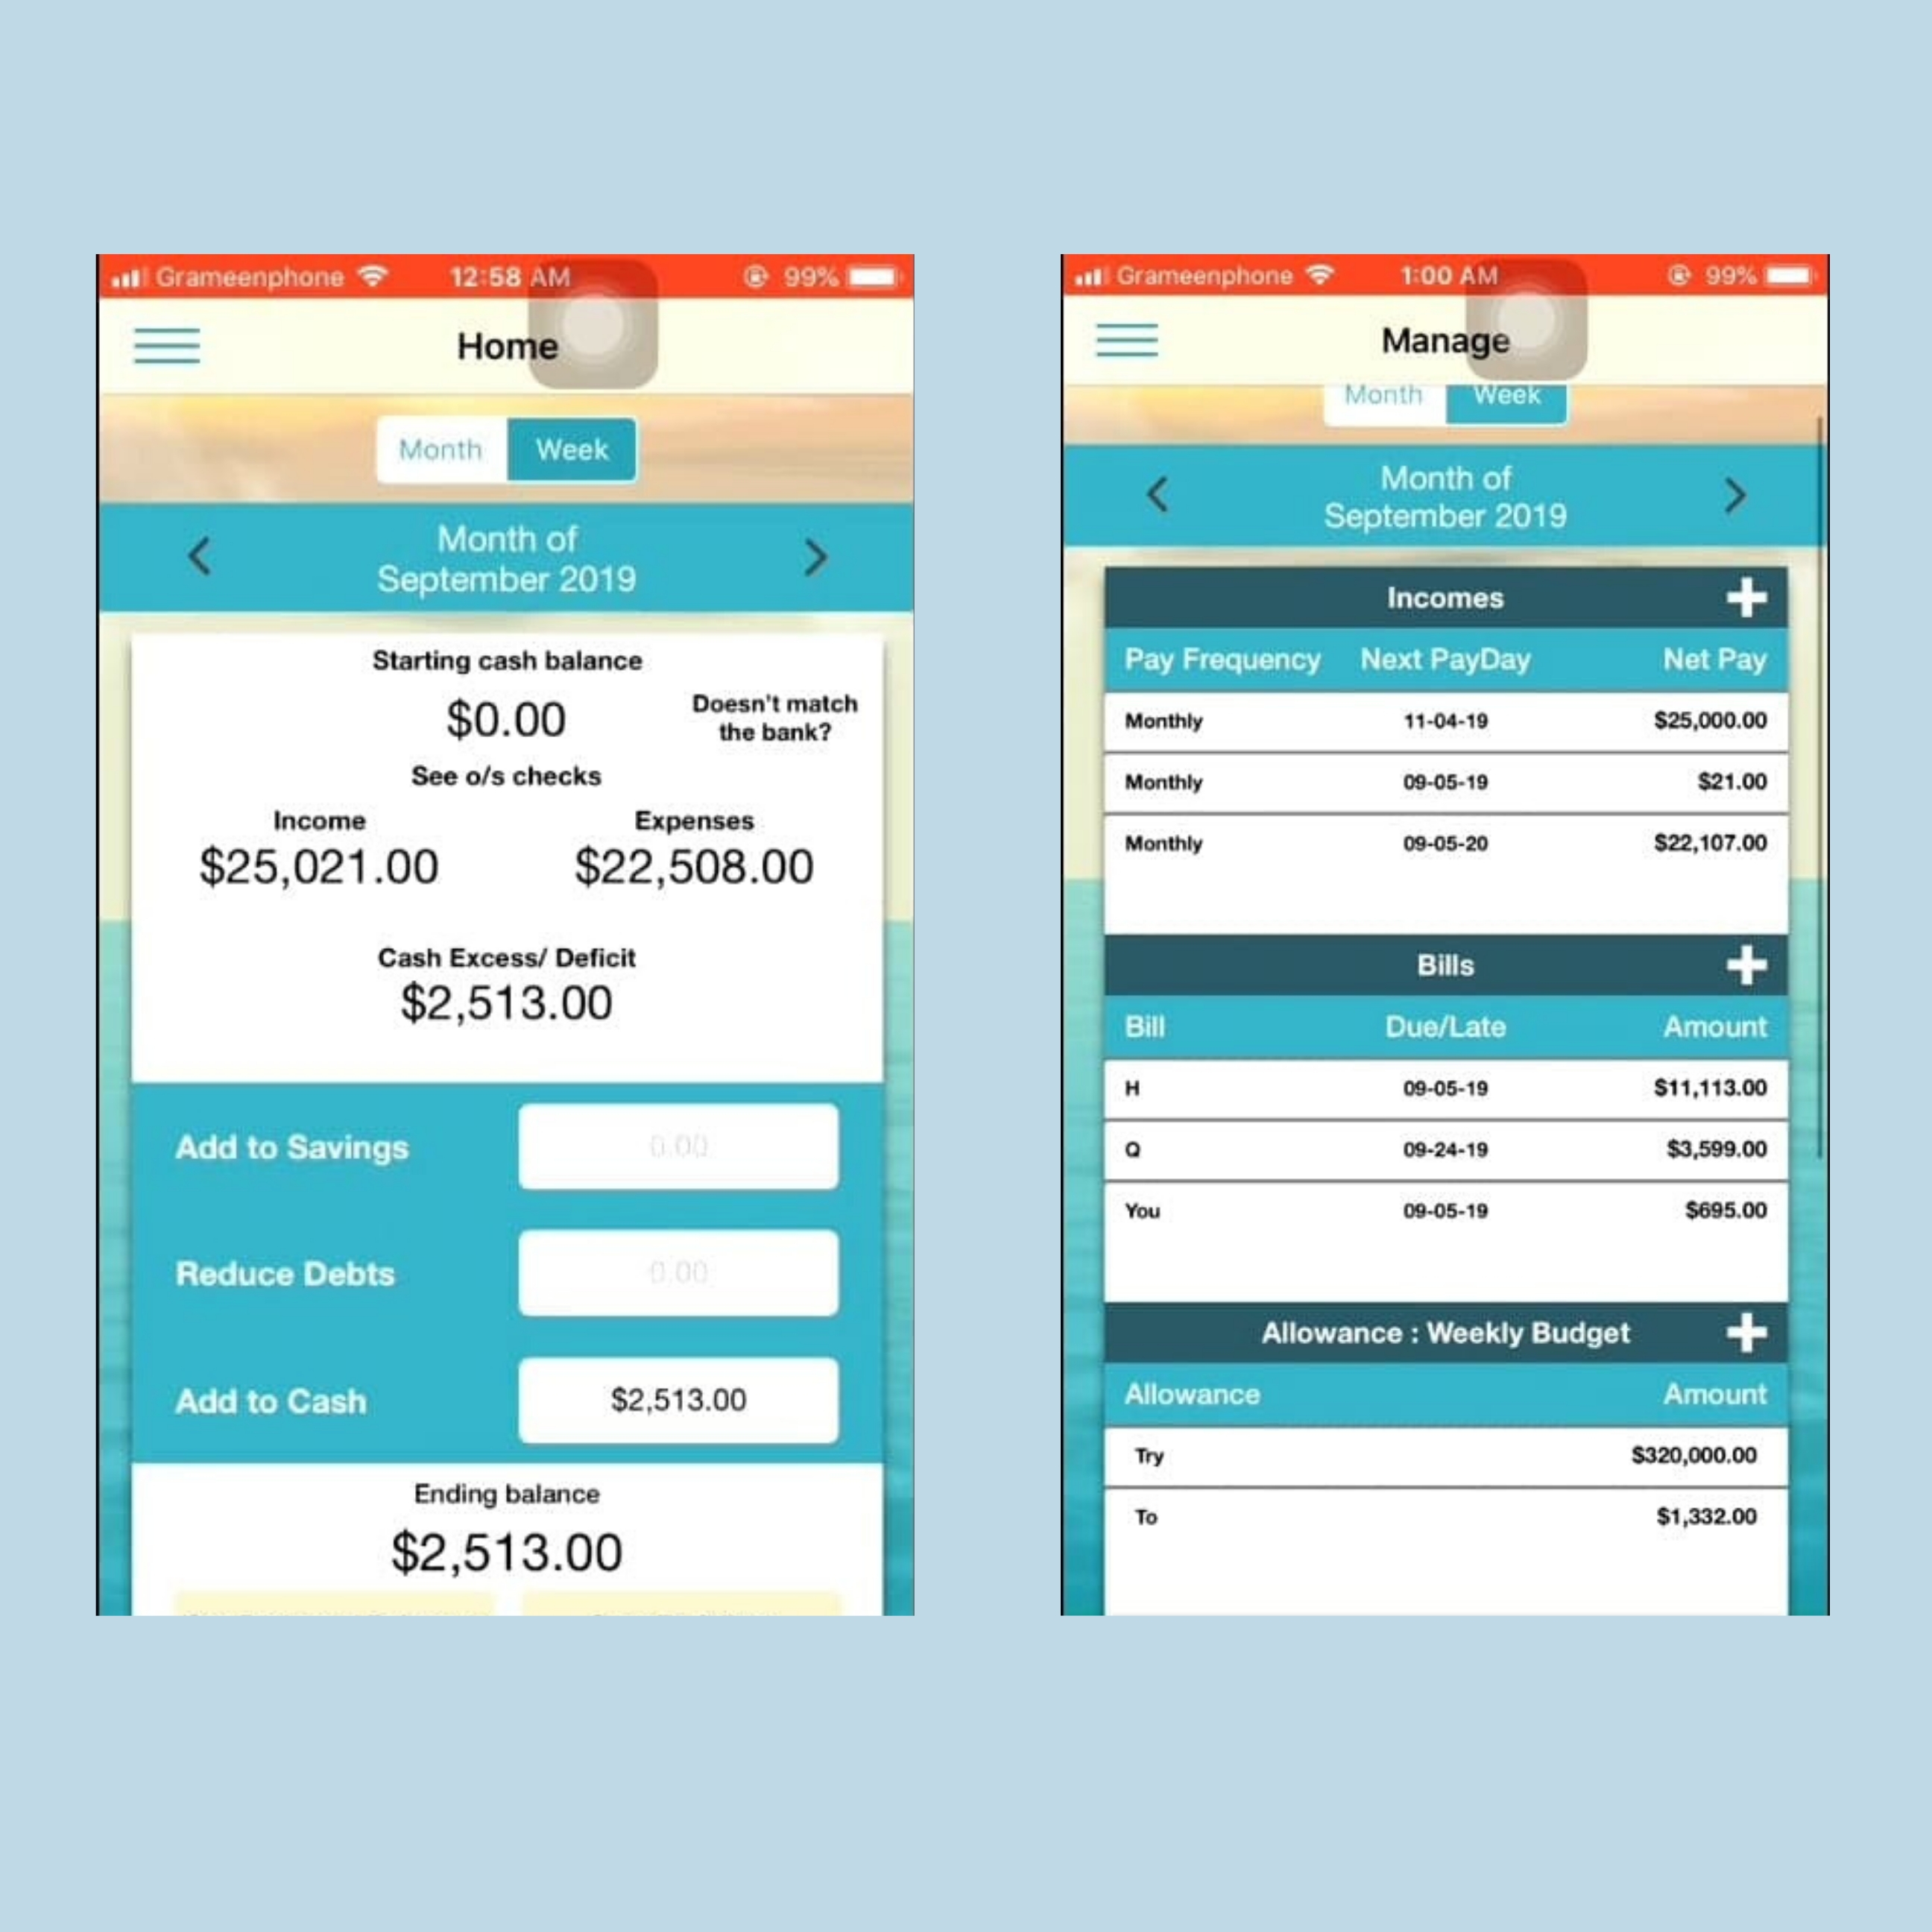 Grameenphone 12:58 AM 99%
Home
Month Week
Month of
September 2019
Starting cash balance
$0.00
Doesn't match
the bank?
See o/s checks
Income Expenses
$25,021.00 $22,508.00
Cash Excess/ Deficit
$2,513.00
Add to Savings 0.00
Reduce Debts 0.00
Add to Cash $2,513.00
Ending balance
$2,513.00
Grameenphone 1:00 AM 99%
Manage
Month Week
Month of
September 2019
Incomes
Pay Frequency Next PayDay Net Pay
Monthly 11-04-19 $25,000.00
Monthly 09-05-19 $21.00
Monthly 09-05-20 $22,107.00
Bills
Bill Due/Late Amount
H 09-05-19 $11,113.00
Q 09-24-19 $3,599.00
You 09-05-19 $695.00
Allowance : Weekly Budget
Allowance Amount
Try $320,000.00
To $1,332.00